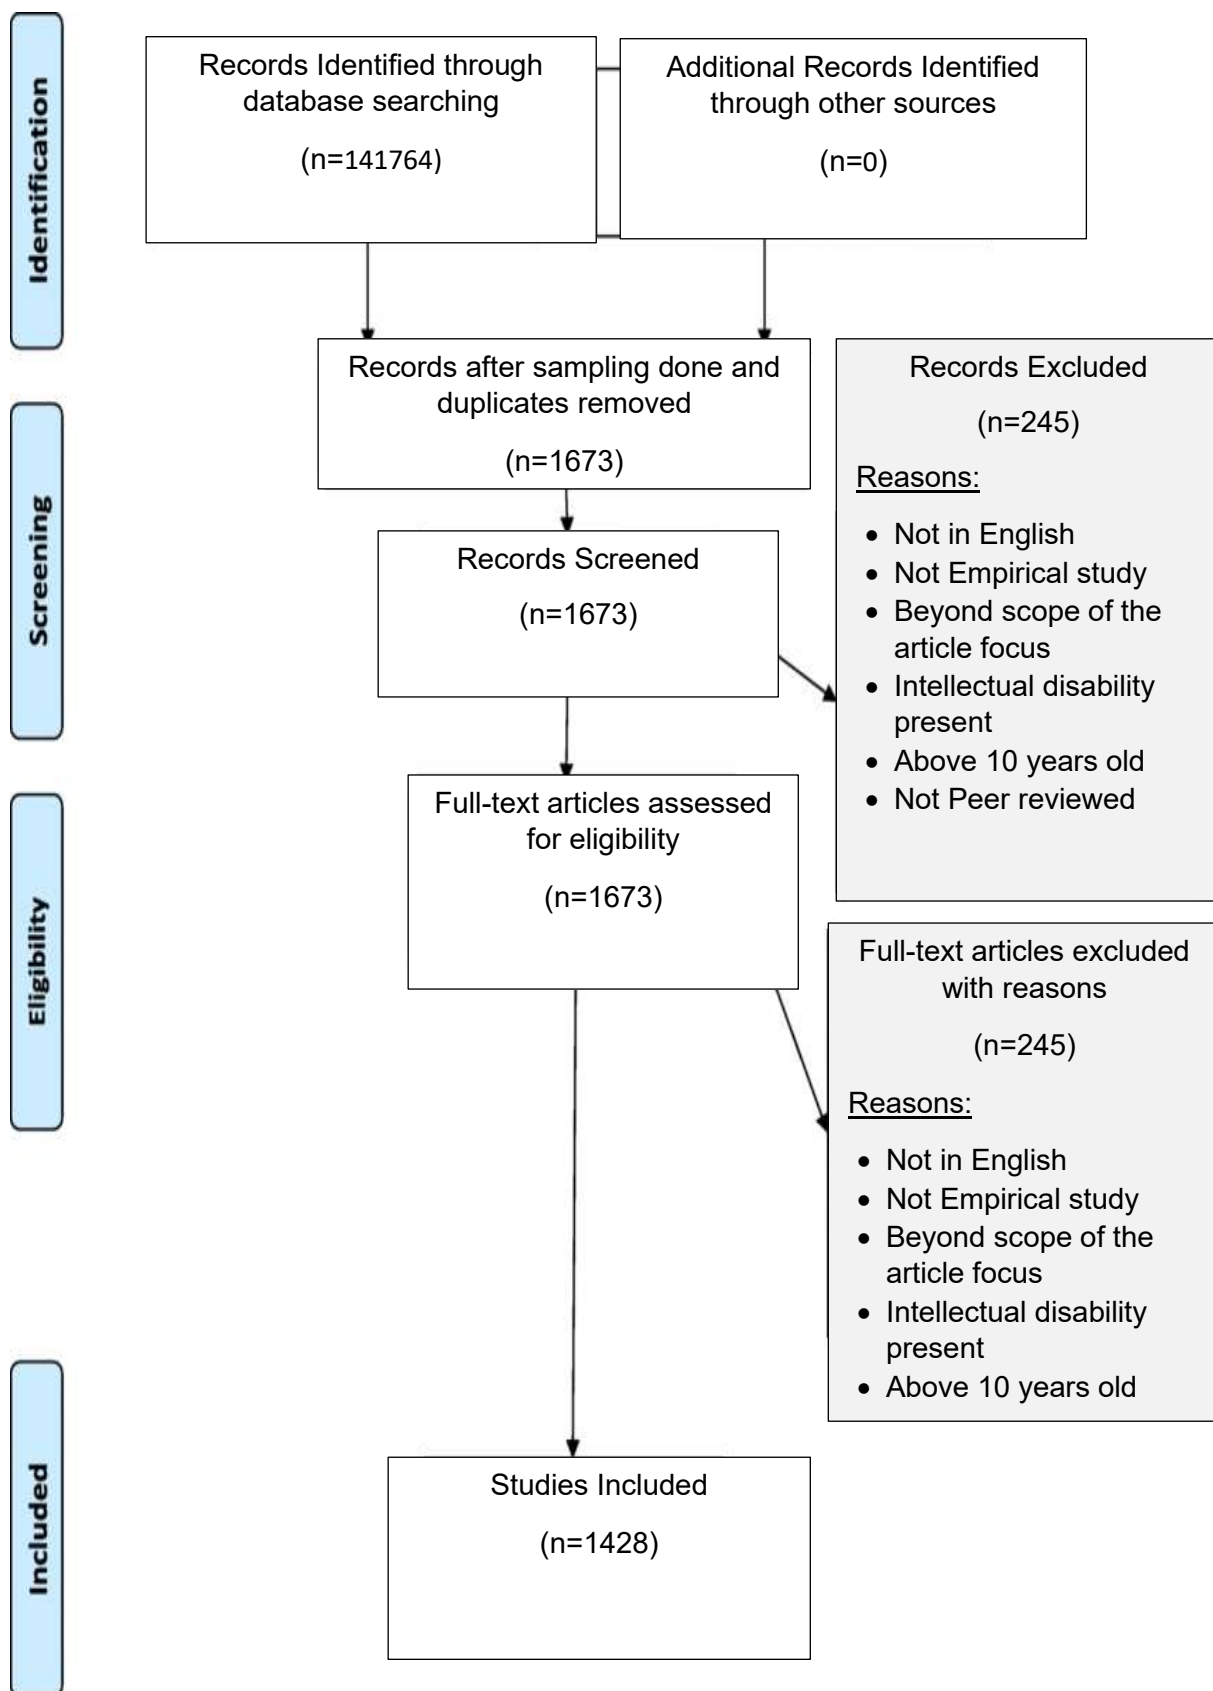 Identification
Records Identified through
database searching
(n=141764)
Additional Records Identified
through other sources
(n=0)
Screening
Records after sampling done and
duplicates removed
(n=1673)
Records Screened
(n=1673)
Records Excluded
(n=245)
Reasons:
• Not in English
• Not Empirical study
• Beyond scope of the
article focus
• Intellectual disability
present
• Above 10 years old
• Not Peer reviewed
Eligibility
Full-text articles assessed
for eligibility
(n=1673)
Full-text articles excluded
with reasons
(n=245)
Reasons:
• Not in English
• Not Empirical study
• Beyond scope of the
article focus
• Intellectual disability
present
• Above 10 years old
Included
Studies Included
(n=1428)